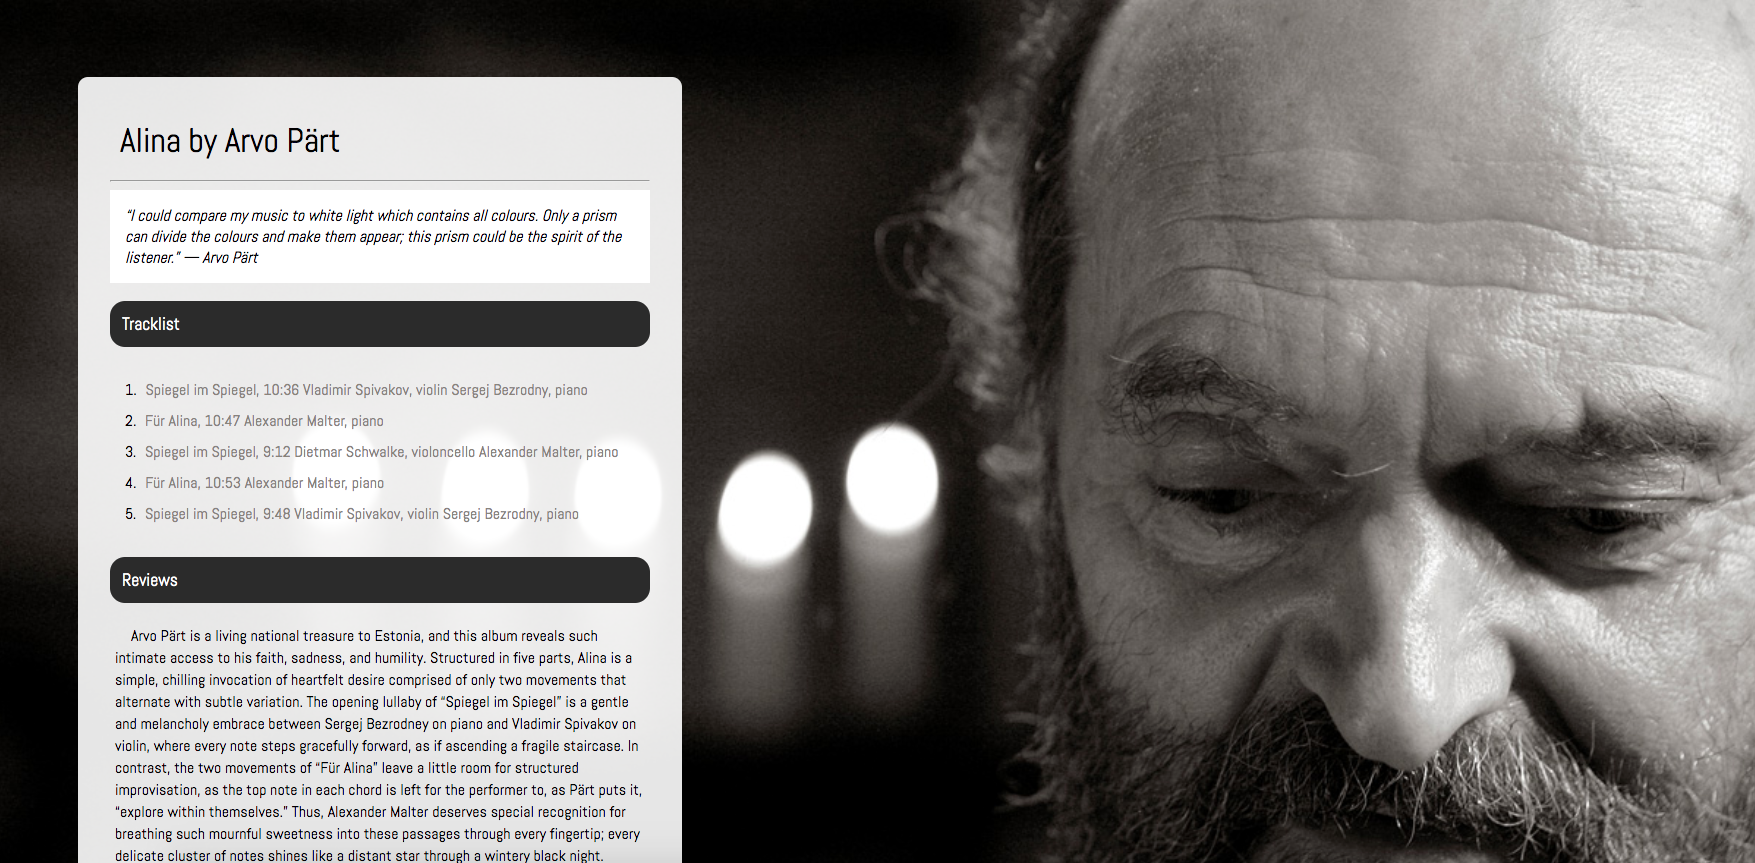 Alina by Arvo Pärt
“I could compare my music to white light which contains all colours. Only a prism
can divide the colours and make them appear; this prism could be the spirit of the
listener.” — Arvo Pärt
Tracklist
1. Spiegel im Spiegel, 10:36 Vladimir Spivakov, violin Sergej Bezrodny, piano
2. Für Alina, 10:47 Alexander Malter, piano
3. Spiegel im Spiegel, 9:12 Dietmar Schwalke, violoncello Alexander Malter, piano
4. Für Alina, 10:53 Alexander Malter, piano
5. Spiegel im Spiegel, 9:48 Vladimir Spivakov, violin Sergej Bezrodny, piano
Reviews
Arvo Pärt is a living national treasure to Estonia, and this album reveals such
intimate access to his faith, sadness, and humility. Structured in five parts, Alina is a
simple, chilling invocation of heartfelt desire comprised of only two movements that
alternate with subtle variation. The opening lullaby of “Spiegel im Spiegel” is a gentle
and melancholy embrace between Sergej Bezrodney on piano and Vladimir Spivakov on
violin, where every note steps gracefully forward, as if ascending a fragile staircase. In
contrast, the two movements of “Für Alina” leave a little room for structured
improvisation, as the top note in each chord is left for the performer to, as Pärt puts it,
“explore within themselves.” Thus, Alexander Malter deserves special recognition for
breathing such mournful sweetness into these passages through every fingertip; every
delicate cluster of notes shines like a distant star through a wintery black night.